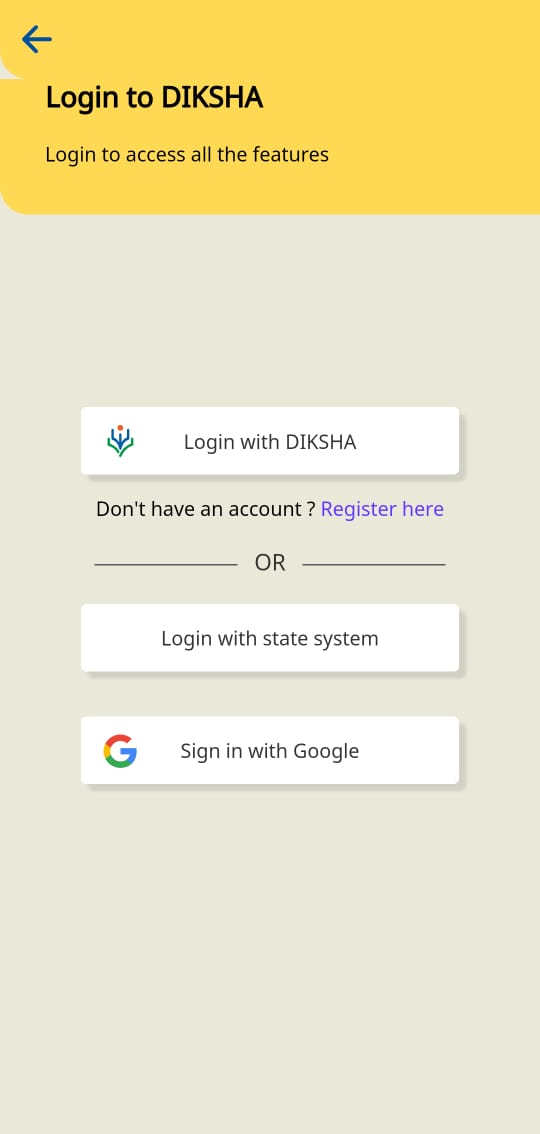 Login to DIKSHA
Login to access all the features
Login with DIKSHA
Don't have an account ? Register here
OR
Login with state system
Sign in with Google